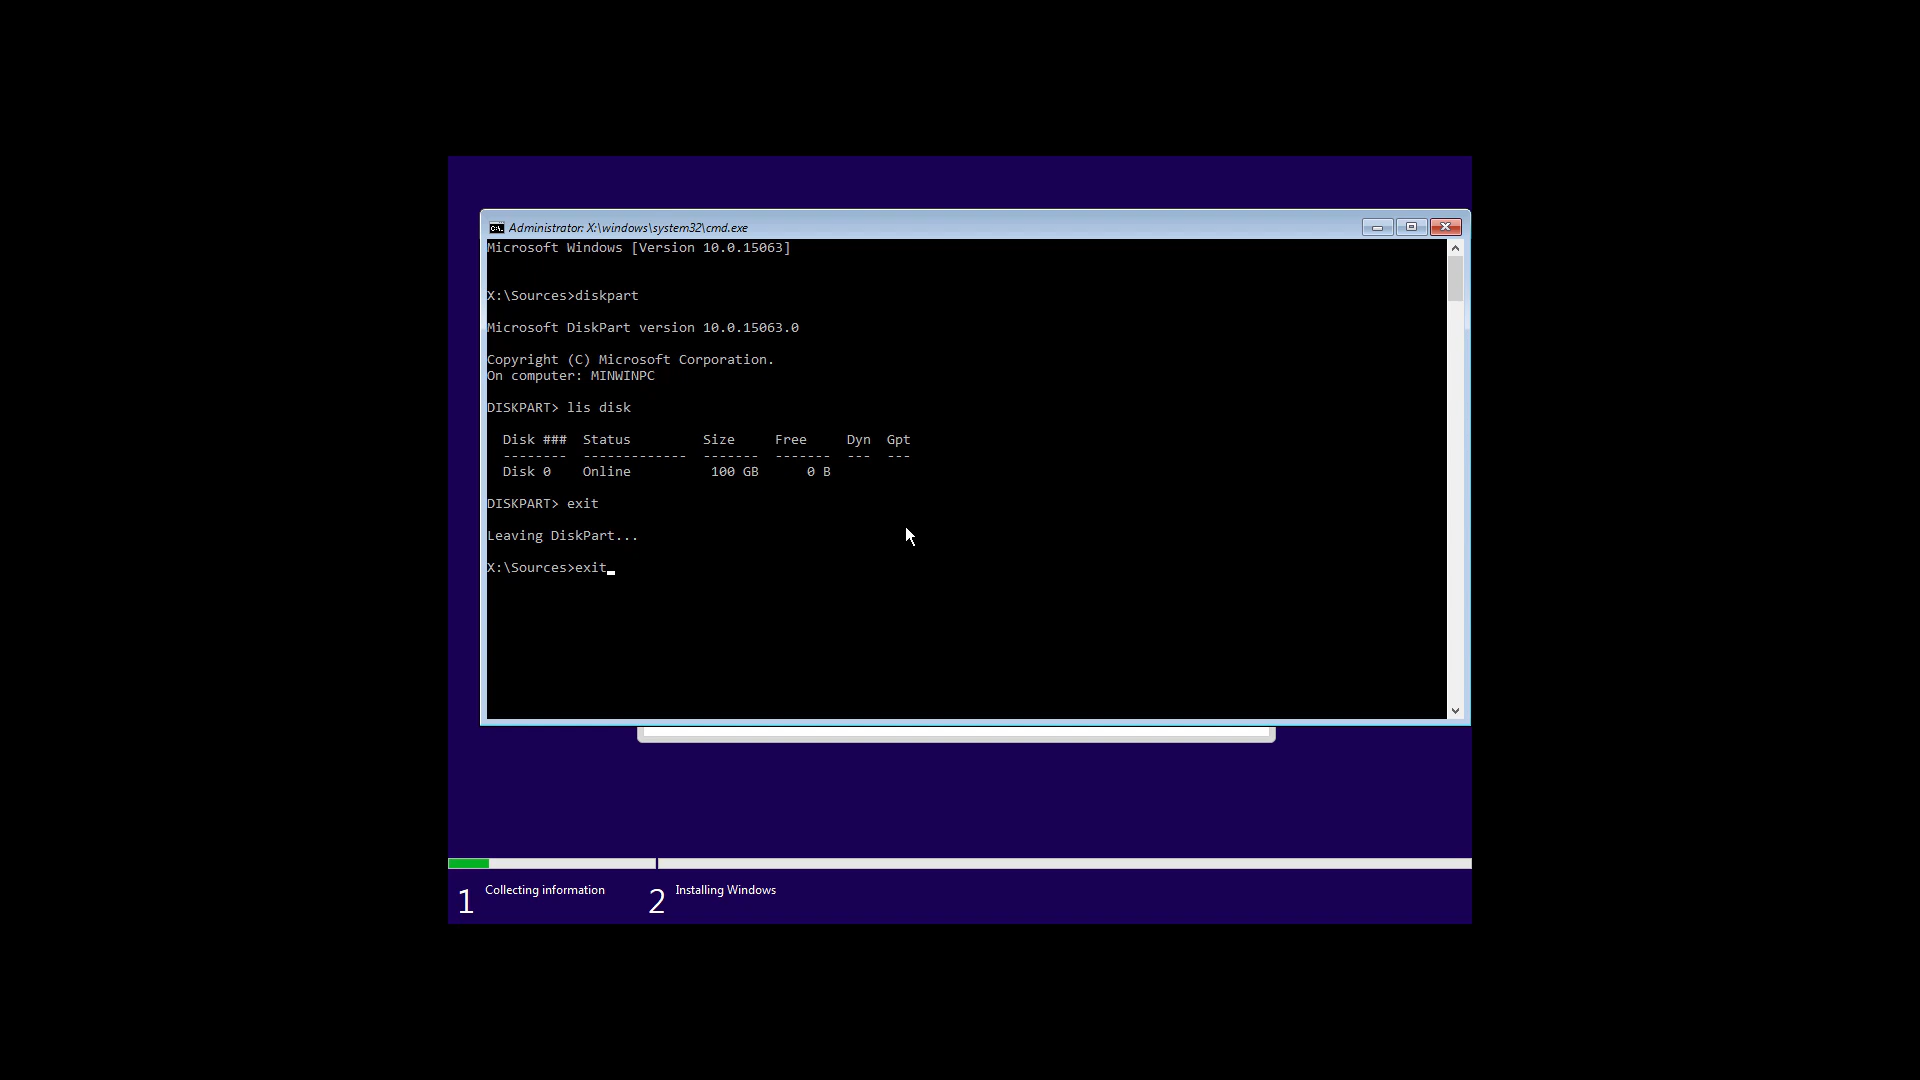 Administrator: X:\windows\system32\cmd.exe
Microsoft Windows [Version 10.0.15063]
X:\Sources>diskpart
Microsoft DiskPart version 10.0.15063.0
Copyright (C) Microsoft Corporation.
On computer: MINWINPC
DISKPART> lis disk
  Disk ###  Status         Size     Free     Dyn  Gpt
  --------  -------------  -------  -------  ---  ---
  Disk 0    Online          100 GB      0 B
DISKPART> exit
Leaving DiskPart...
X:\Sources>exit
1 Collecting information 2 Installing Windows